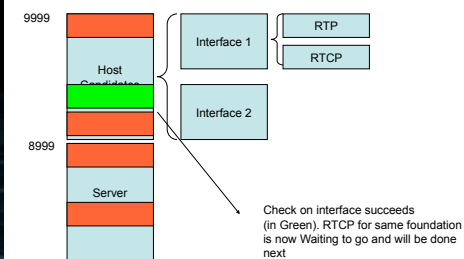 9999
RTP
Interface 1
RTCP
Host
Candidates
Interface 2
8999
Server
Check on interface succeeds
(in Green). RTCP for same foundation
is now Waiting to go and will be done
next